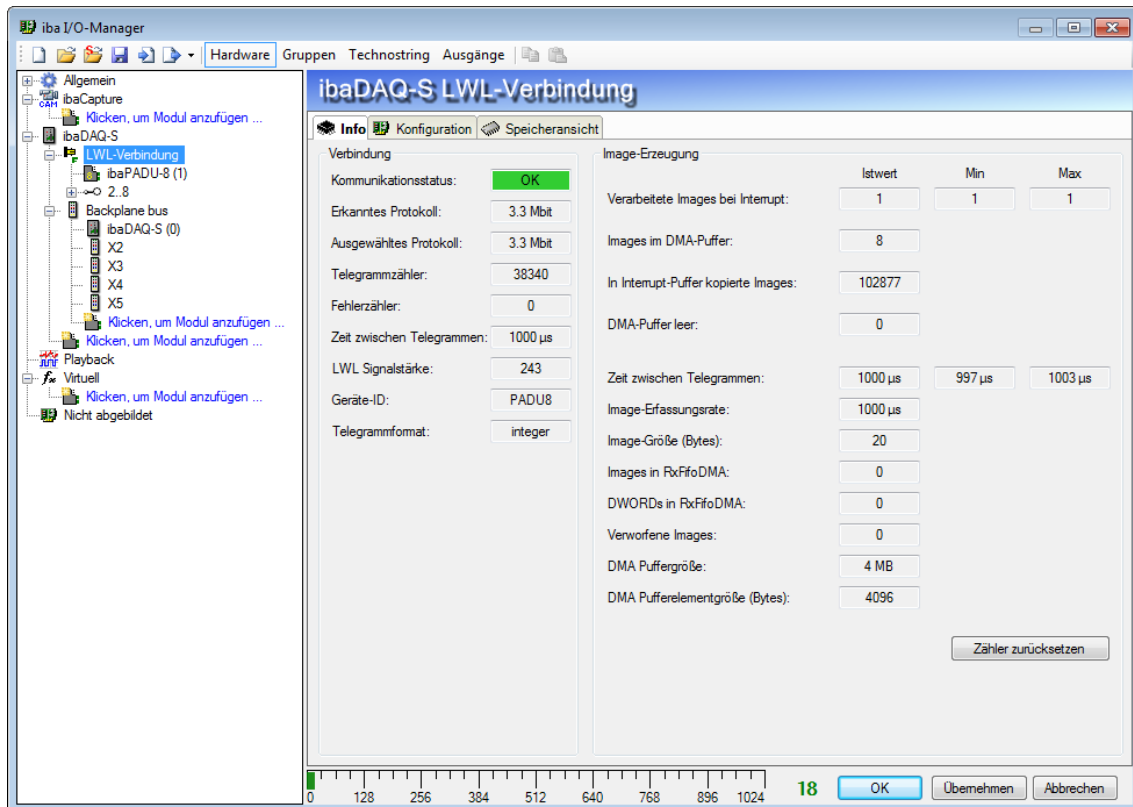 iba I/O-Manager
Hardware Gruppen Technostring Ausgänge
Allgemein
CAM ibaCapture
Klicken, um Modul anzufügen ...
ibaDAQ-S
LWL-Verbindung
ibaPADU-8 (1)
2..8
Backplane bus
ibaDAQ-S (0)
X2
X3
X4
X5
Klicken, um Modul anzufügen ...
Klicken, um Modul anzufügen ...
Playback
fx Virtuell
Klicken, um Modul anzufügen ...
Nicht abgebildet
ibaDAQ-S LWL-Verbindung
Info Konfiguration Speicheransicht
Verbindung
Kommunikationsstatus: OK
Erkanntes Protokoll: 3.3 Mbit
Ausgewähltes Protokoll: 3.3 Mbit
Telegrammzähler: 38340
Fehlerzähler: 0
Zeit zwischen Telegrammen: 1000 µs
LWL Signalstärke: 243
Geräte-ID: PADU8
Telegrammformat: integer
Image-Erzeugung
Istwert Min Max
Verarbeitete Images bei Interrupt: 1 1 1
Images im DMA-Puffer: 8
In Interrupt-Puffer kopierte Images: 102877
DMA-Puffer leer: 0
Zeit zwischen Telegrammen: 1000 µs 997 µs 1003 µs
Image-Erfassungsrate: 1000 µs
Image-Größe (Bytes): 20
Images in RxFifoDMA: 0
DWORDs in RxFifoDMA: 0
Verworfene Images: 0
DMA Puffergröße: 4 MB
DMA Pufferelementgröße (Bytes): 4096
Zähler zurücksetzen
0 128 256 384 512 640 768 896 1024
18 OK Übernehmen Abbrechen